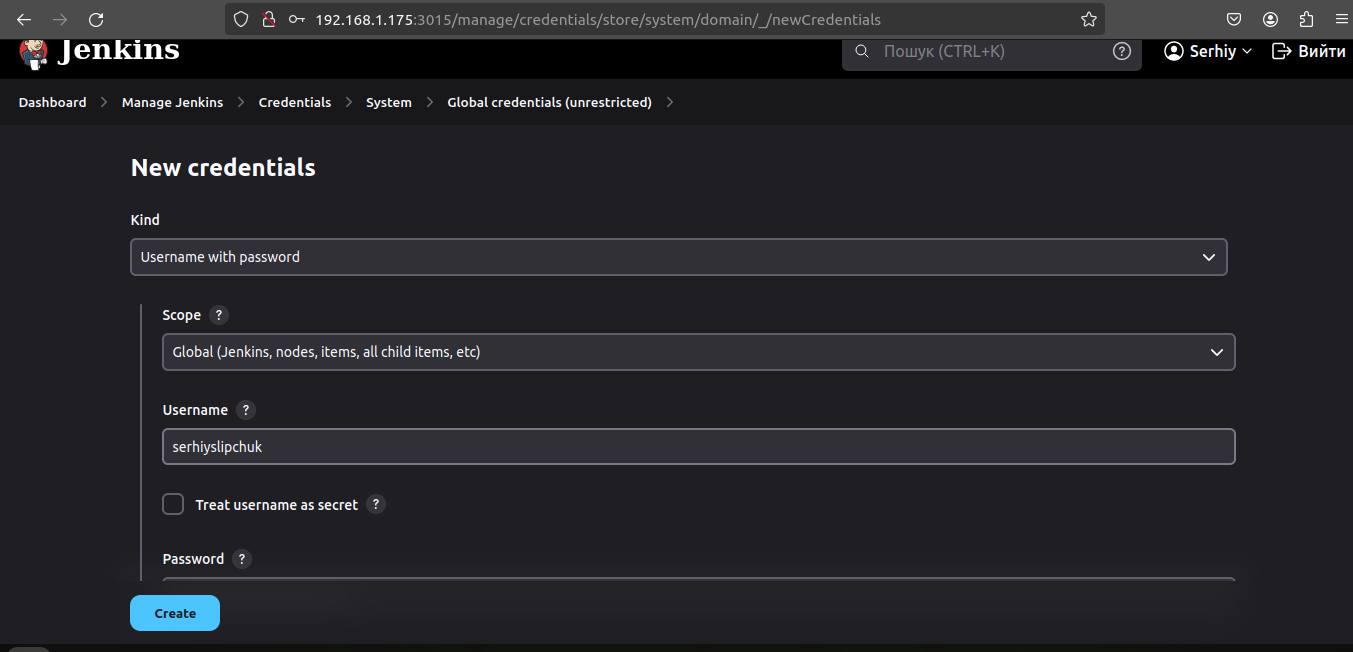 192.168.1.175:3015/manage/credentials/store/system/domain/_/newCredentials
Jenkins
Пошук (CTRL+K)
?
Serhiy
Вийти
Dashboard > Manage Jenkins > Credentials > System > Global credentials (unrestricted) >
New credentials
Kind
Username with password
Scope ?
Global (Jenkins, nodes, items, all child items, etc)
Username ?
serhiyslipchuk
Treat username as secret ?
Password ?
Create